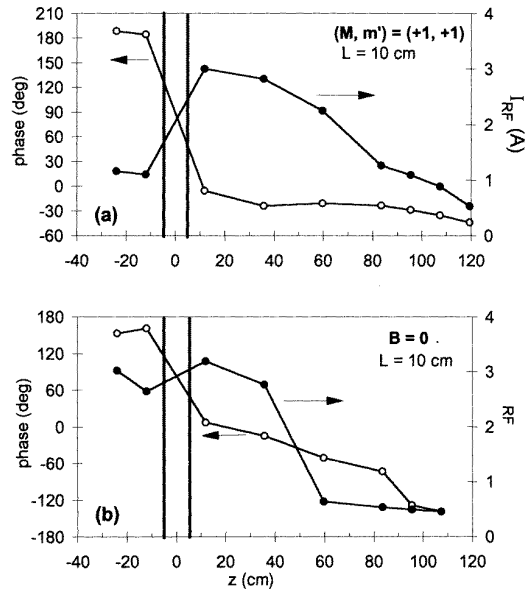 210
180
150
120
90
60
30
0
-30
-60
phase (deg)
(M, m') = (+1, +1)
L = 10 cm
(a)
4
3
2
1
0
I_RF (A)
-40 -20 0 20 40 60 80 100 120
180
120
60
0
-60
-120
-180
phase (deg)
B = 0 .
L = 10 cm
(b)
4
3
2
1
0
RF
-40 -20 0 20 40 60 80 100 120
z (cm)